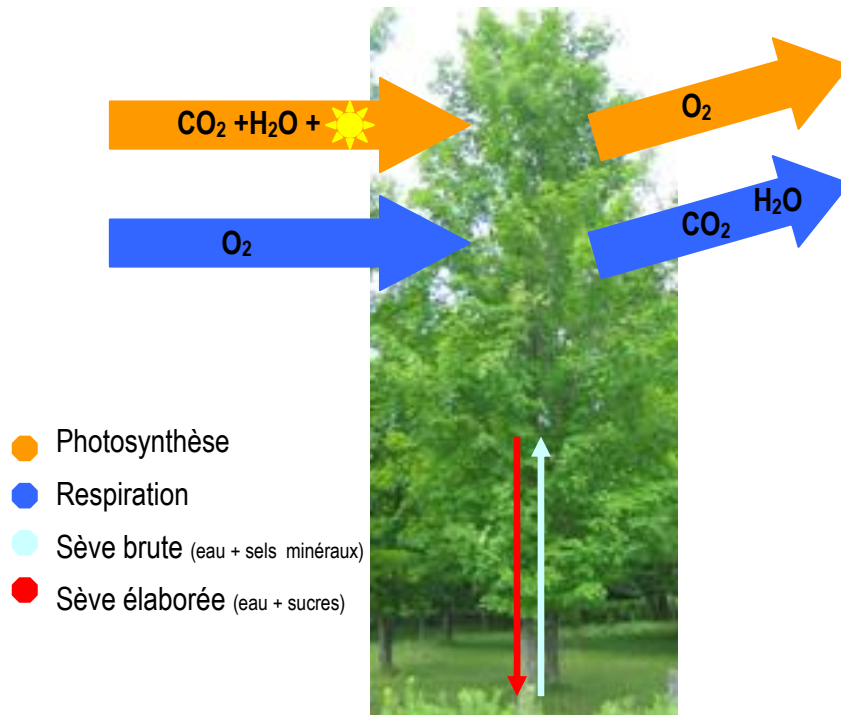 CO₂ +H₂O +
O₂
O₂
CO₂ H₂O
Photosynthèse
Respiration
Sève brute (eau + sels minéraux)
Sève élaborée (eau + sucres)